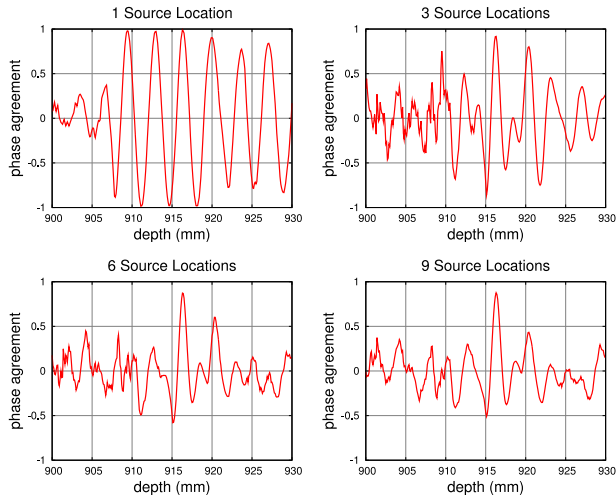 1 Source Location
phase agreement
1
0.5
0
-0.5
-1
900 905 910 915 920 925 930
depth (mm)
3 Source Locations
phase agreement
1
0.5
0
-0.5
-1
900 905 910 915 920 925 930
depth (mm)
6 Source Locations
phase agreement
1
0.5
0
-0.5
-1
900 905 910 915 920 925 930
depth (mm)
9 Source Locations
phase agreement
1
0.5
0
-0.5
-1
900 905 910 915 920 925 930
depth (mm)